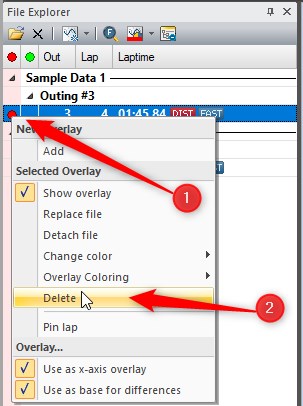 File Explorer
Out Lap Laptime
Sample Data 1
Outing #3
3 4 01:45.84 DIST FAST
New Overlay
Add
Selected Overlay
Show overlay
Replace file
Detach file
Change color
Overlay Coloring
Delete
Pin lap
Overlay...
Use as x-axis overlay
Use as base for differences
1
2